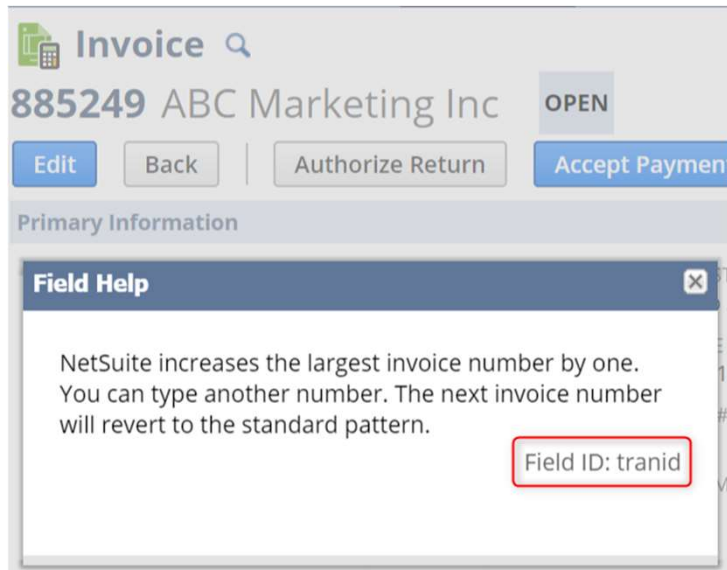 Invoice
885249 ABC Marketing Inc OPEN
Edit Back Authorize Return Accept Paymen
Primary Information
Field Help
NetSuite increases the largest invoice number by one.
You can type another number. The next invoice number
will revert to the standard pattern.
Field ID: tranid